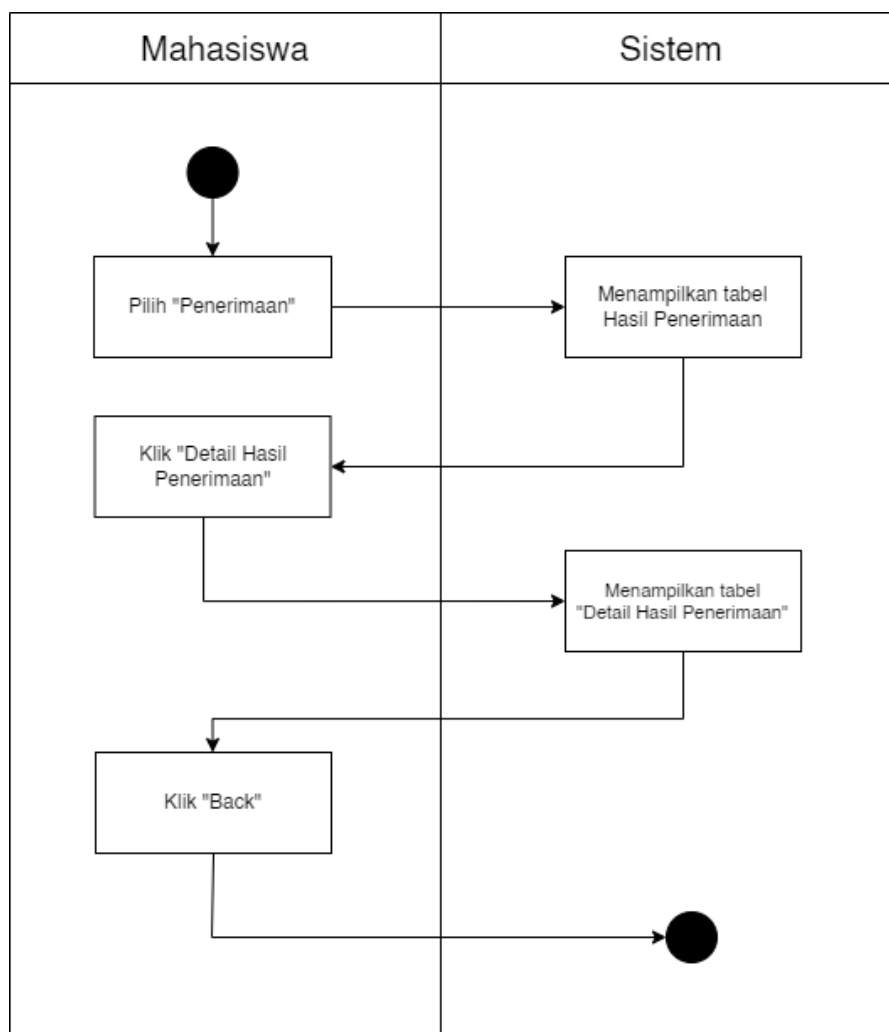 Mahasiswa
Sistem
Pilih "Penerimaan"
Menampilkan tabel
Hasil Penerimaan
Klik "Detail Hasil
Penerimaan"
Menampilkan tabel
"Detail Hasil Penerimaan"
Klik "Back"